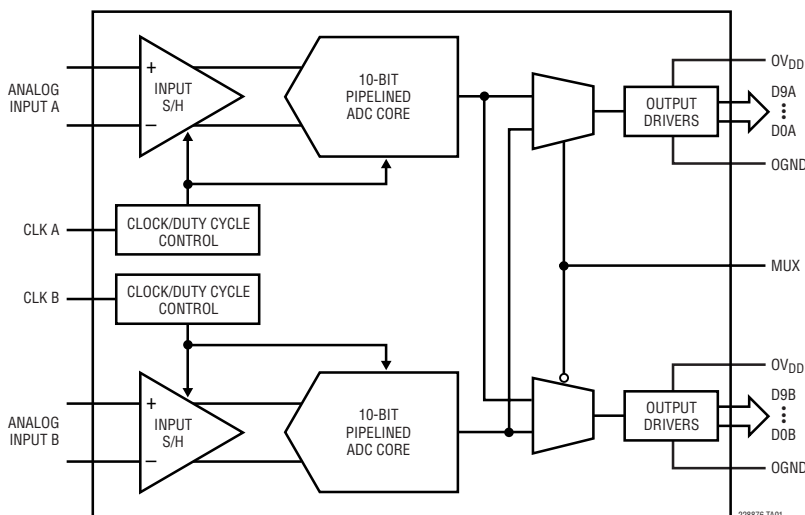 ANALOG
INPUT A
+
−
INPUT
S/H
10-BIT
PIPELINED
ADC CORE
OUTPUT
DRIVERS
OVDD
D9A
D0A
OGND
CLK A
CLOCK/DUTY CYCLE
CONTROL
MUX
CLK B
CLOCK/DUTY CYCLE
CONTROL
ANALOG
INPUT B
+
−
INPUT
S/H
10-BIT
PIPELINED
ADC CORE
OUTPUT
DRIVERS
OVDD
D9B
D0B
OGND